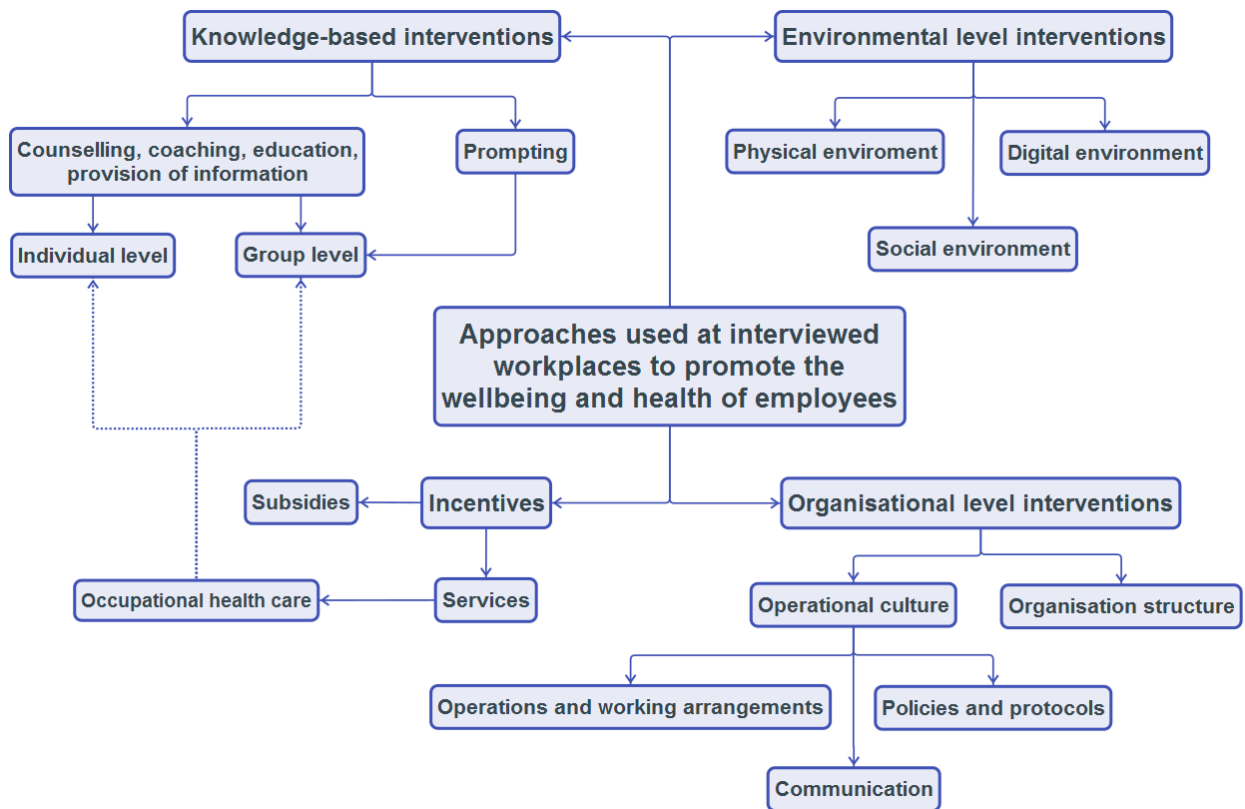 Knowledge-based interventions
Environmental level interventions
Counselling, coaching, education,
provision of information
Prompting
Physical enviroment
Digital environment
Individual level
Group level
Social environment
Approaches used at interviewed
workplaces to promote the
wellbeing and health of employees
Subsidies
Incentives
Organisational level interventions
Occupational health care
Services
Operational culture
Organisation structure
Operations and working arrangements
Policies and protocols
Communication